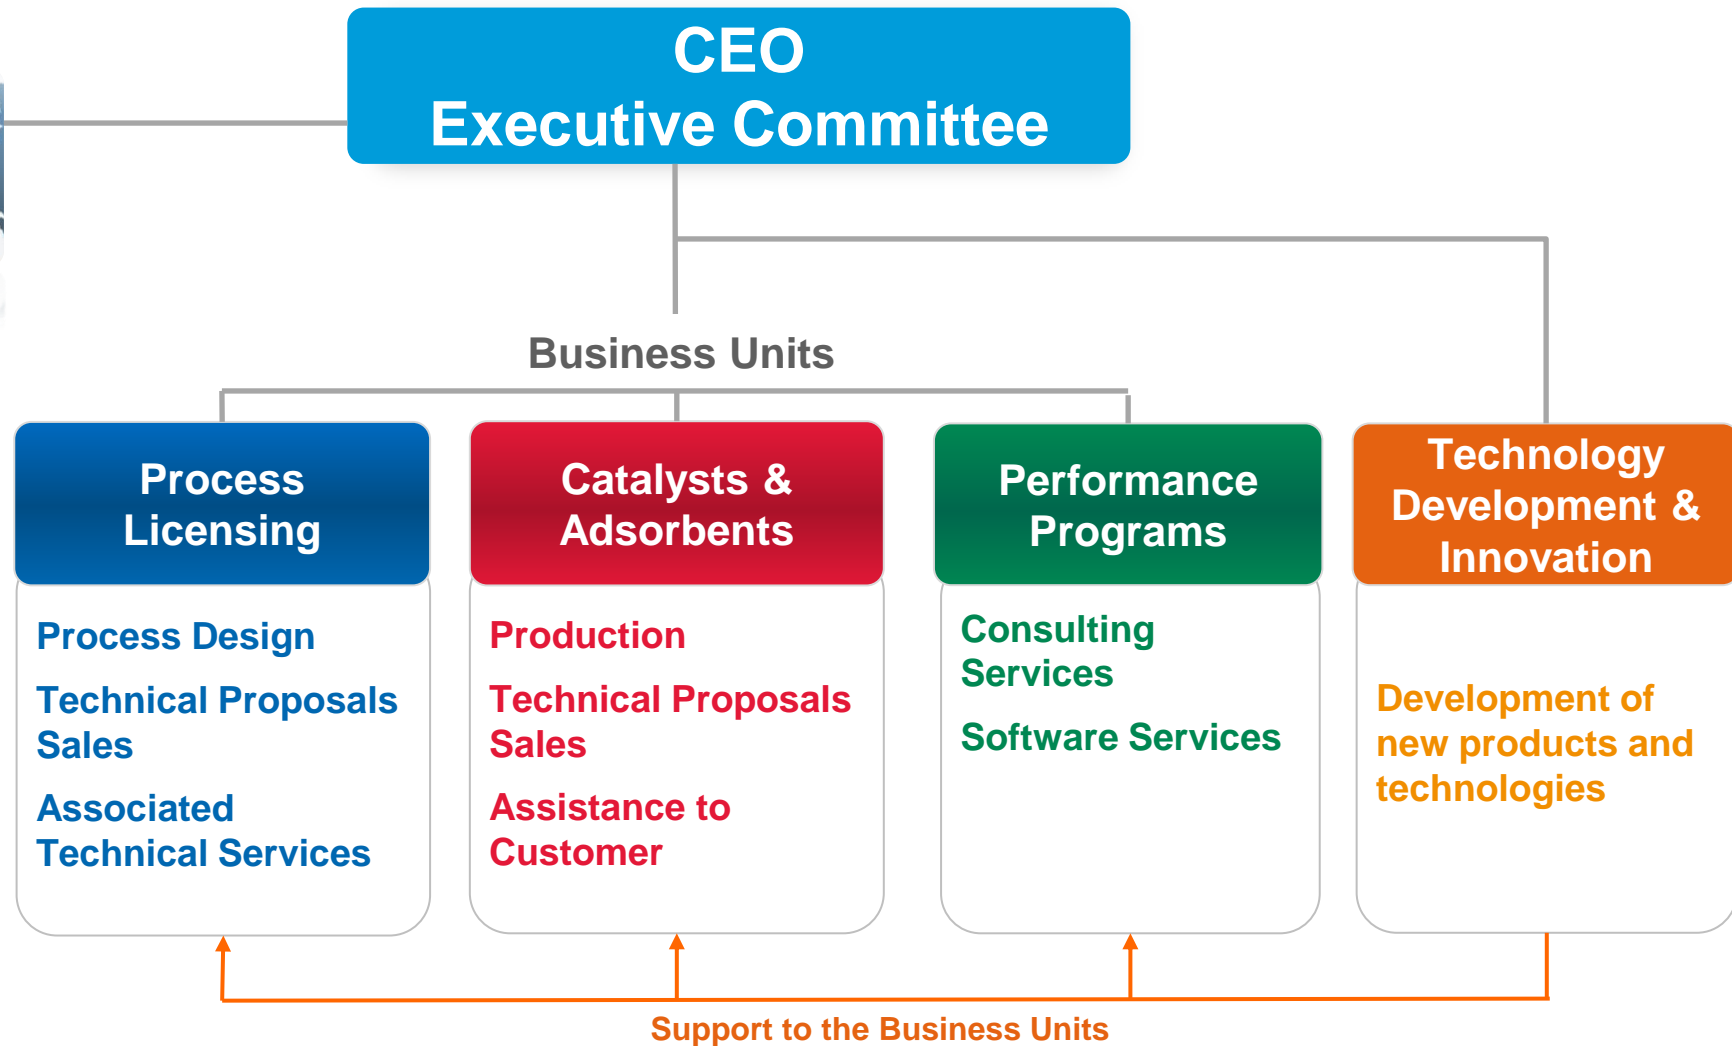 CEO
Executive Committee
Business Units
Process
Licensing
Catalysts &
Adsorbents
Performance
Programs
Technology
Development &
Innovation
Process Design
Technical Proposals
Sales
Associated
Technical Services
Production
Technical Proposals
Sales
Assistance to
Customer
Consulting
Services
Software Services
Development of
new products and
technologies
Support to the Business Units